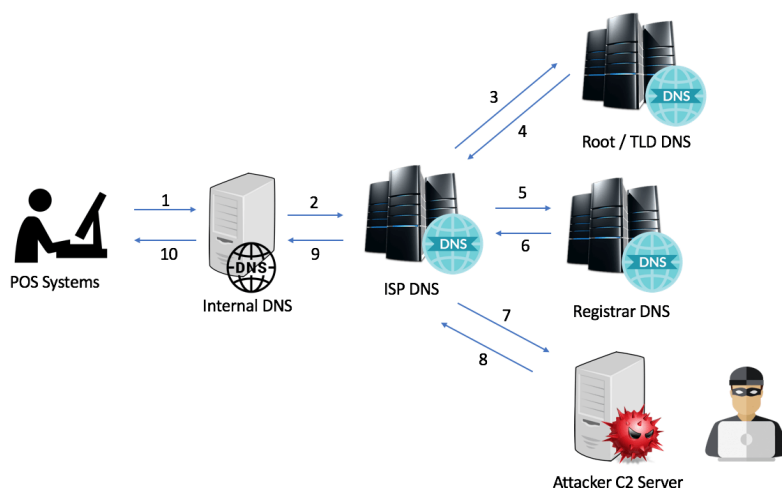 DNS
3
4
Root / TLD DNS
1
2
5
10
9
6
DNS
DNS
DNS
POS Systems
Internal DNS
ISP DNS
Registrar DNS
7
8
Attacker C2 Server